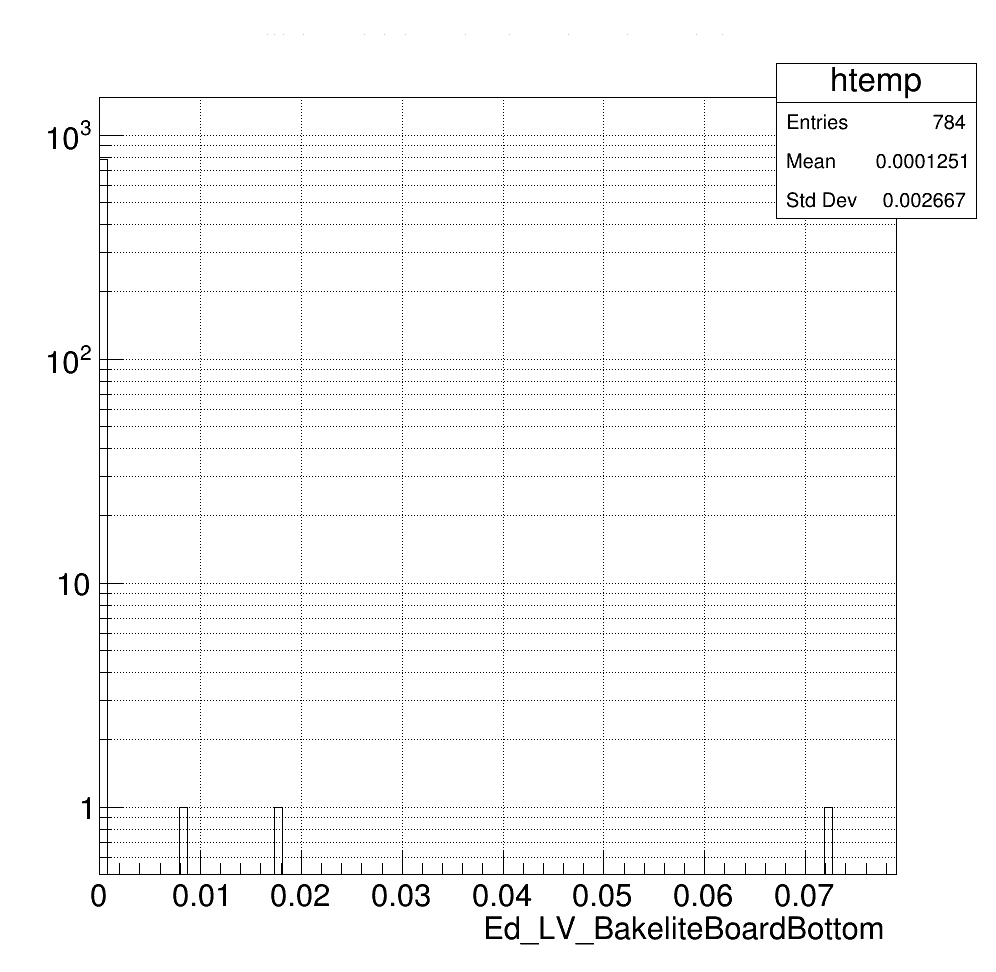 htemp
Entries 784
Mean 0.0001251
Std Dev 0.002667
10³
10²
10
1
0 0.01 0.02 0.03 0.04 0.05 0.06 0.07
Ed_LV_BakeliteBoardBottom